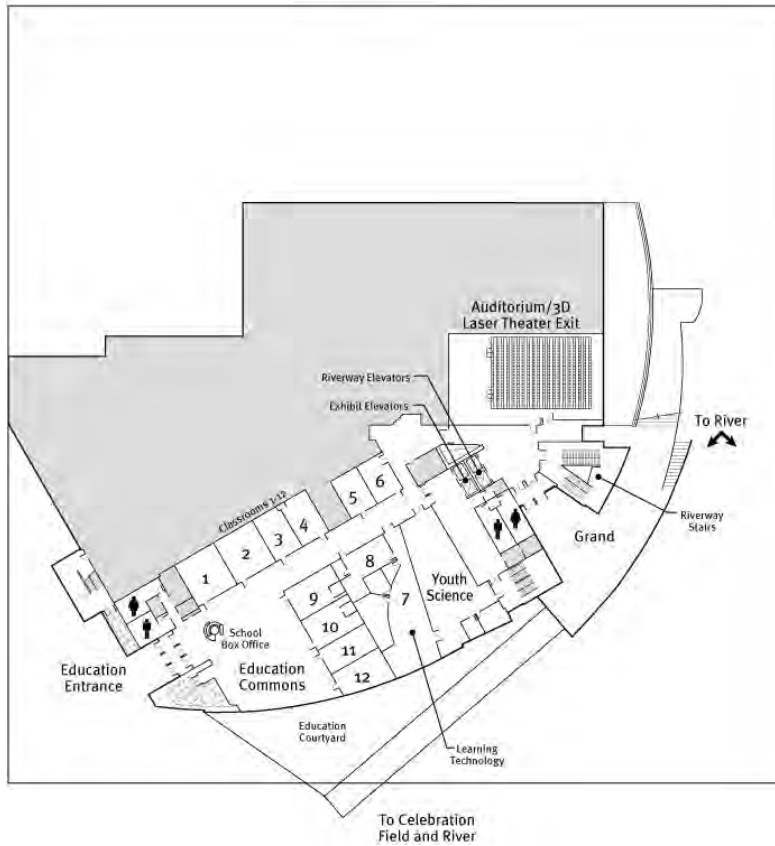 Auditorium/3D
Laser Theater Exit
Riverway Elevators
Exhibit Elevators
To River
Classrooms 1-12
Riverway
Stairs
Grand
6
5
4
3
2
1
8
7
9
10
11
12
Youth
Science
School
Box Office
Education
Entrance
Education
Commons
Education
Courtyard
Learning
Technology
To Celebration
Field and River